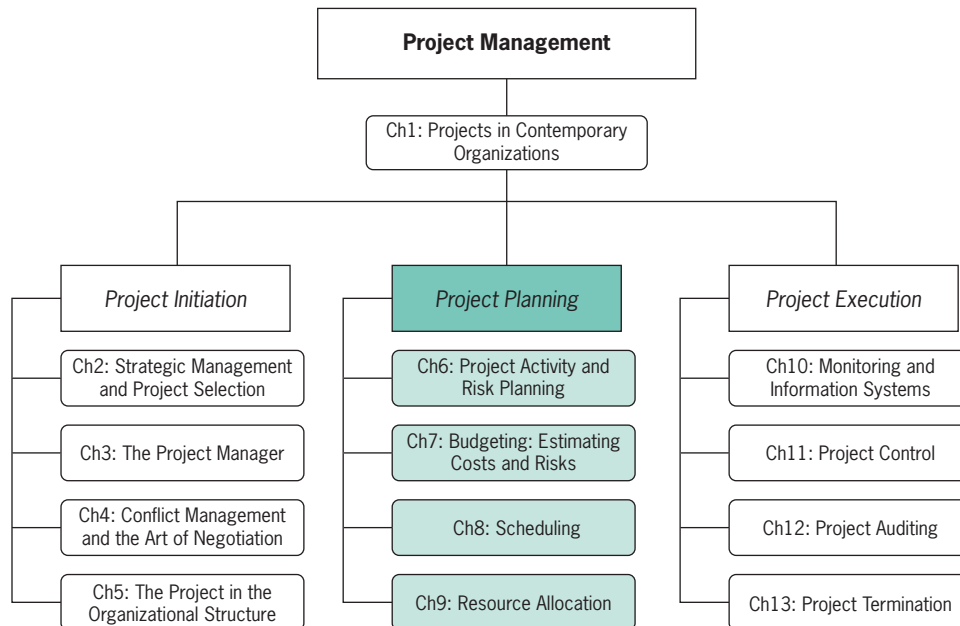 Project Management
Ch1: Projects in Contemporary
Organizations
Project Initiation
Ch2: Strategic Management
and Project Selection
Ch3: The Project Manager
Ch4: Conflict Management
and the Art of Negotiation
Ch5: The Project in the
Organizational Structure
Project Planning
Ch6: Project Activity and
Risk Planning
Ch7: Budgeting: Estimating
Costs and Risks
Ch8: Scheduling
Ch9: Resource Allocation
Project Execution
Ch10: Monitoring and
Information Systems
Ch11: Project Control
Ch12: Project Auditing
Ch13: Project Termination